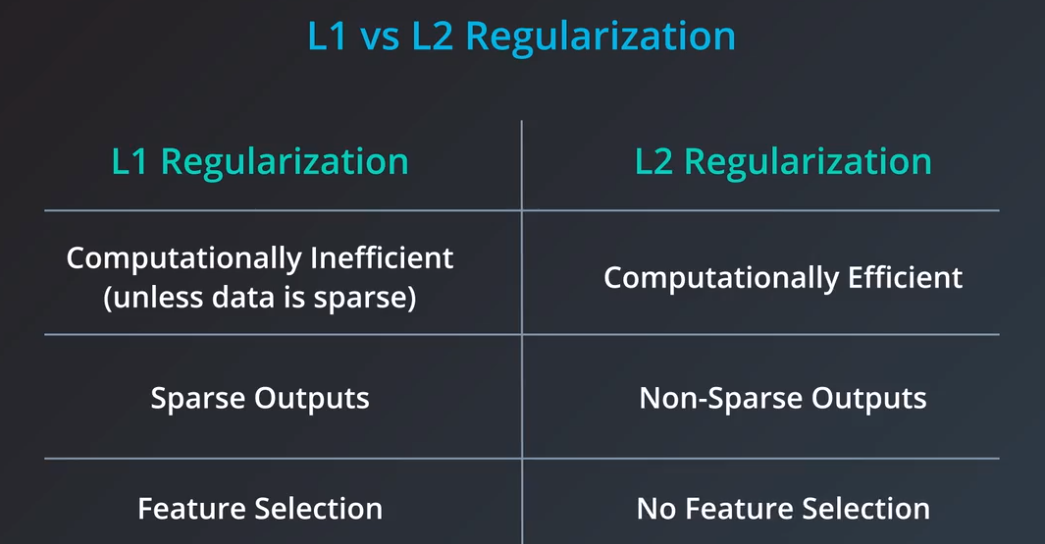 L1 vs L2 Regularization
L1 Regularization
L2 Regularization
Computationally Inefficient
(unless data is sparse)
Computationally Efficient
Sparse Outputs
Non-Sparse Outputs
Feature Selection
No Feature Selection